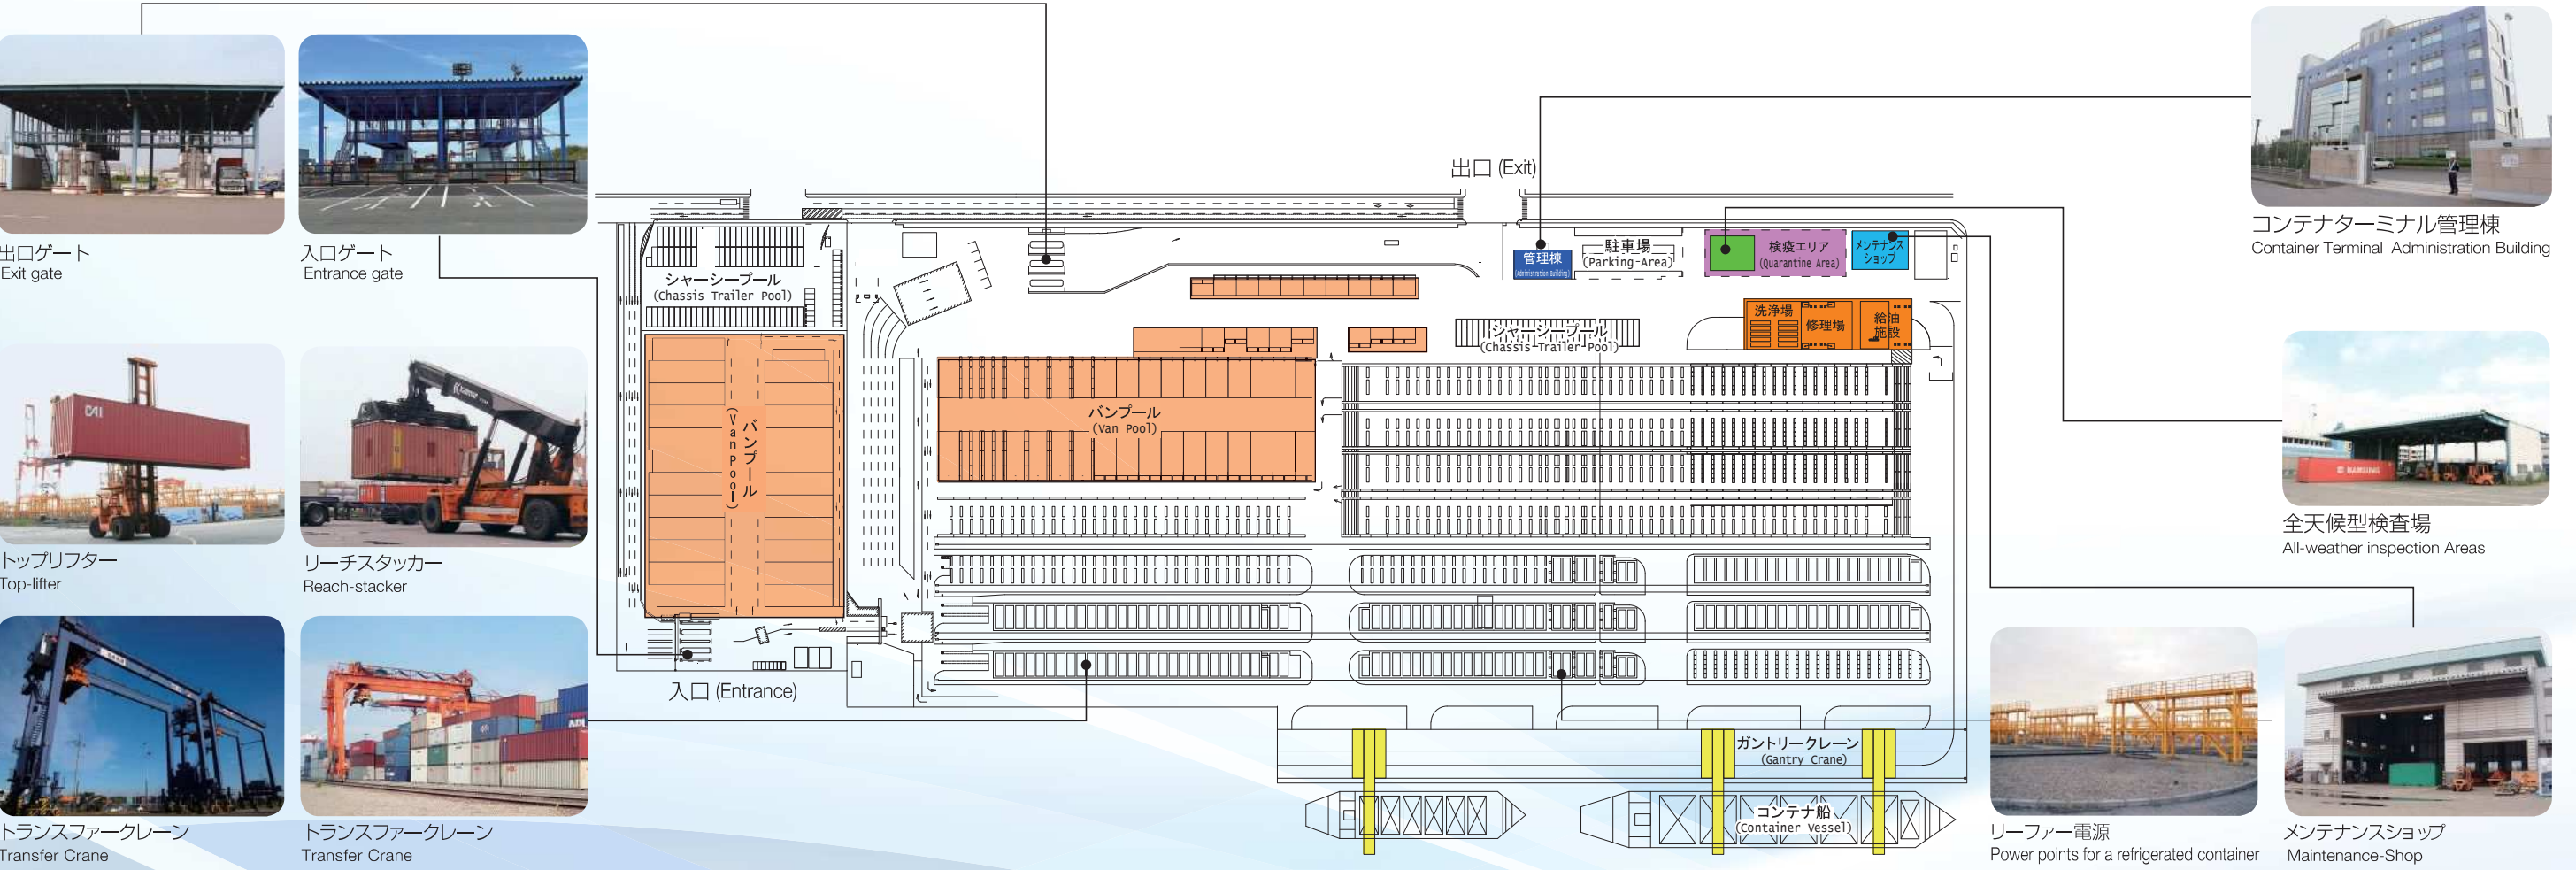 出口ゲート
Exit gate
入口ゲート
Entrance gate
トップリフター
Top-lifter
CAI
リーチスタッカー
Reach-stacker
トランスファークレーン
Transfer Crane
トランスファークレーン
Transfer Crane
出口 (Exit)
シャーシープール
(Chassis Trailer Pool)
管理棟
(Administration Building)
駐車場
(Parking-Area)
検疫エリア
(Quarantine Area)
メンテナンス
ショップ
洗浄場
修理場
給油
施設
シャーシープール
(Chassis Trailer Pool)
バンプール
(Van Pool)
バンプール
(Van Pool)
入口 (Entrance)
ガントリークレーン
(Gantry Crane)
コンテナ船
(Container Vessel)
コンテナターミナル管理棟
Container Terminal Administration Building
全天候型検査場
All-weather inspection Areas
リーファー電源
Power points for a refrigerated container
メンテナンスショップ
Maintenance-Shop